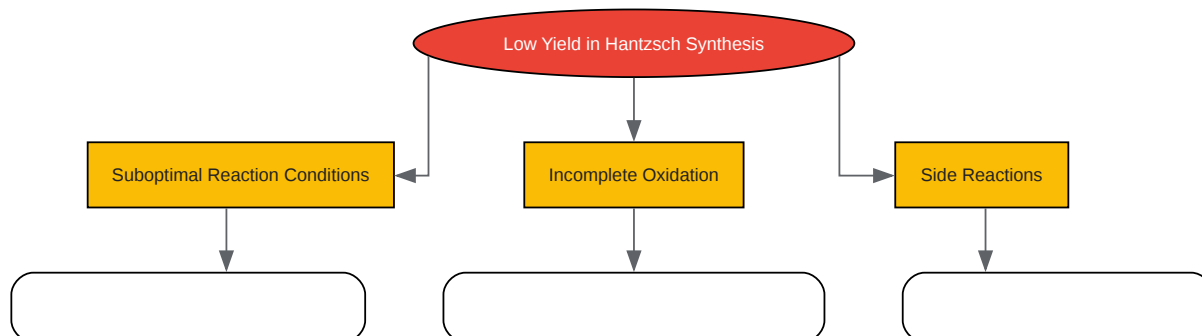 Low Yield in Hantzsch Synthesis
Suboptimal Reaction Conditions
Incomplete Oxidation
Side Reactions